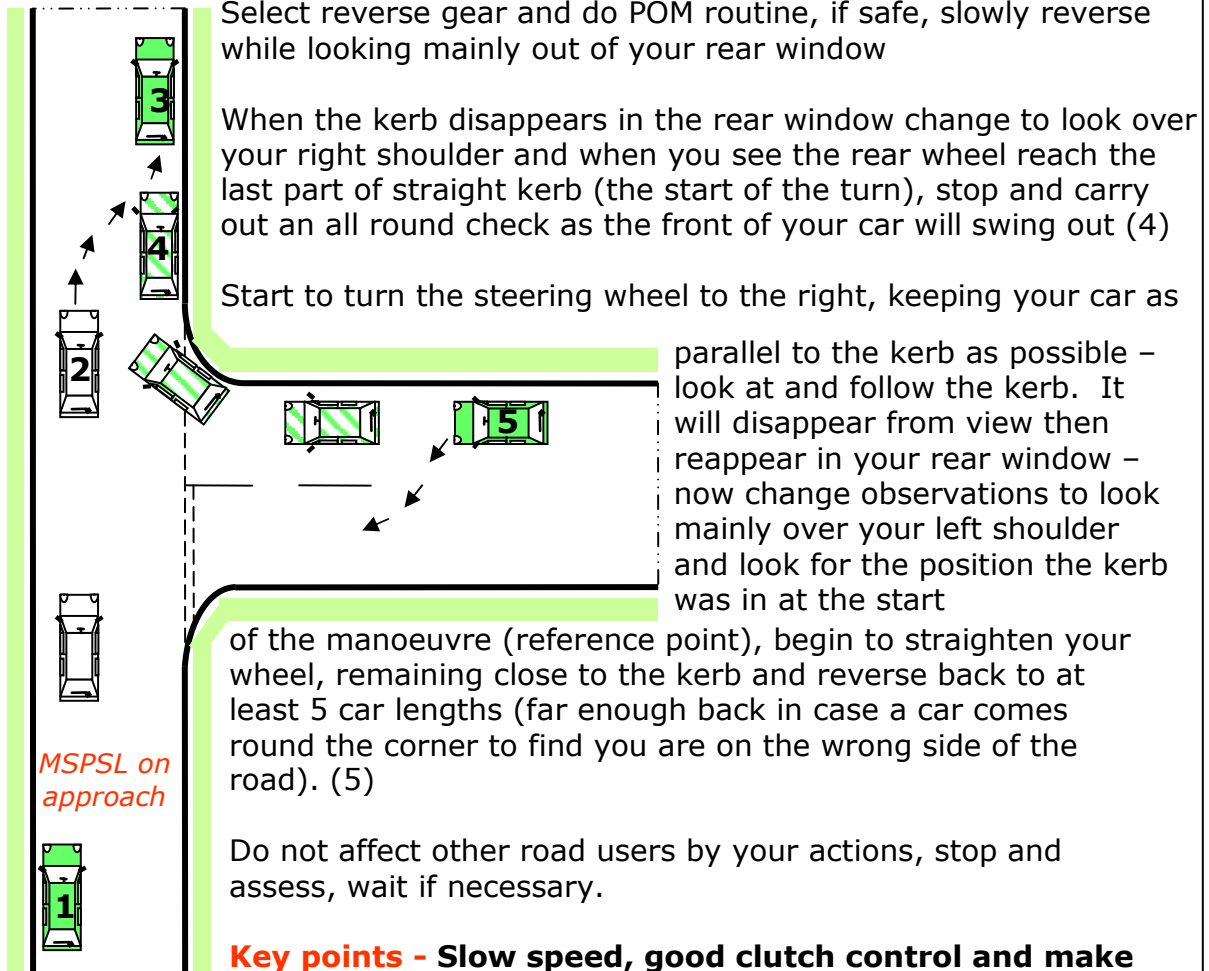 Select reverse gear and do POM routine, if safe, slowly reverse
while looking mainly out of your rear window
3
When the kerb disappears in the rear window change to look over
your right shoulder and when you see the rear wheel reach the
last part of straight kerb (the start of the turn), stop and carry
out an all round check as the front of your car will swing out (4)
4
Start to turn the steering wheel to the right, keeping your car as
2
parallel to the kerb as possible –
look at and follow the kerb.  It
will disappear from view then
reappear in your rear window –
now change observations to look
mainly over your left shoulder
and look for the position the kerb
was in at the start
5
of the manoeuvre (reference point), begin to straighten your
wheel, remaining close to the kerb and reverse back to at
least 5 car lengths (far enough back in case a car comes
round the corner to find you are on the wrong side of the
road). (5)
MSPSL on
approach
Do not affect other road users by your actions, stop and
assess, wait if necessary.
1
Key points - Slow speed, good clutch control and make